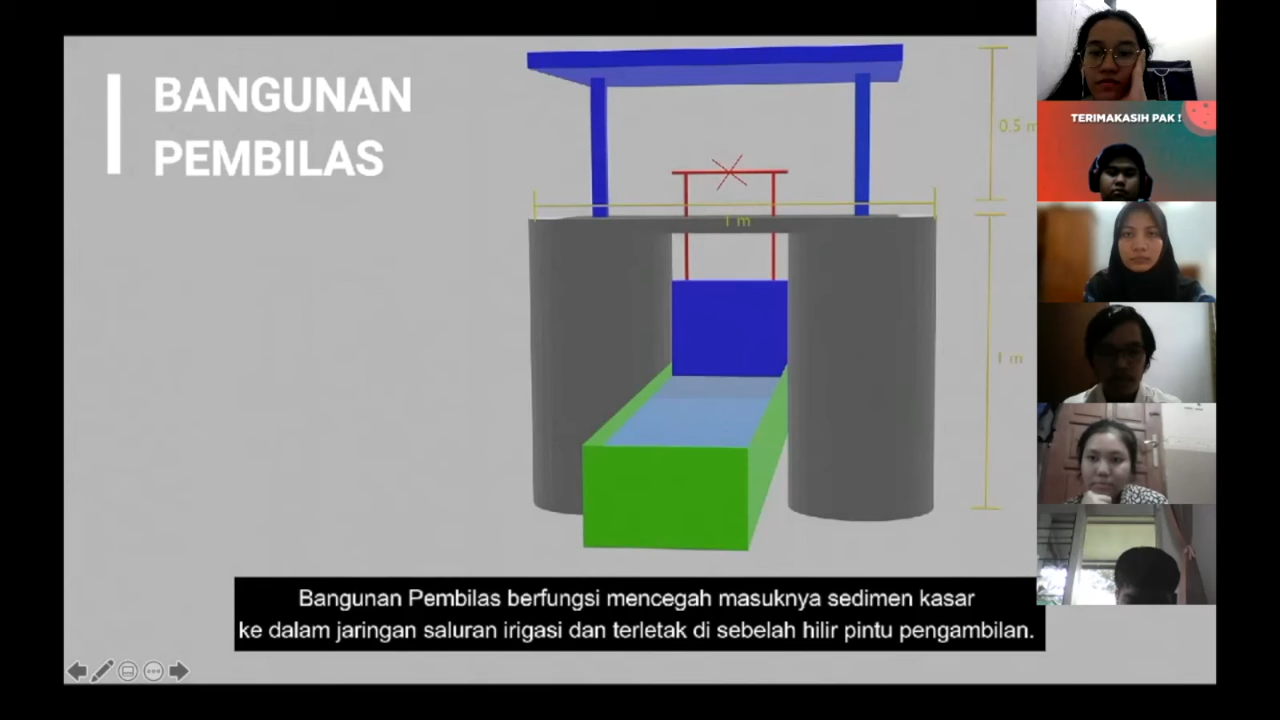 BANGUNAN
PEMBILAS
0.5 m
1 m
1 m
TERIMAKASIH PAK !
Bangunan Pembilas berfungsi mencegah masuknya sedimen kasar
ke dalam jaringan saluran irigasi dan terletak di sebelah hilir pintu pengambilan.